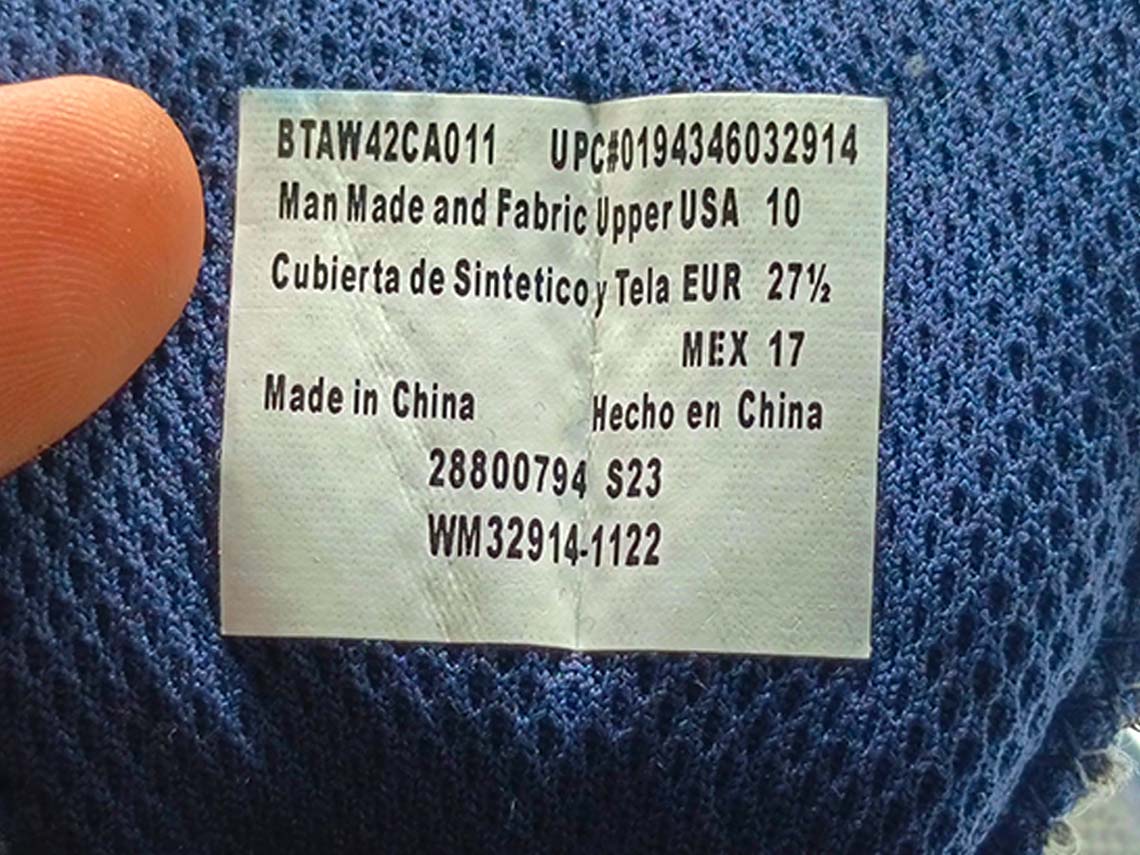 BTAW42CA011 UPC#0194346032914
Man Made and Fabric Upper USA 10
Cubierta de Sintetico y Tela EUR 27½
MEX 17
Made in China Hecho en China
28800794 S23
WM32914-1122